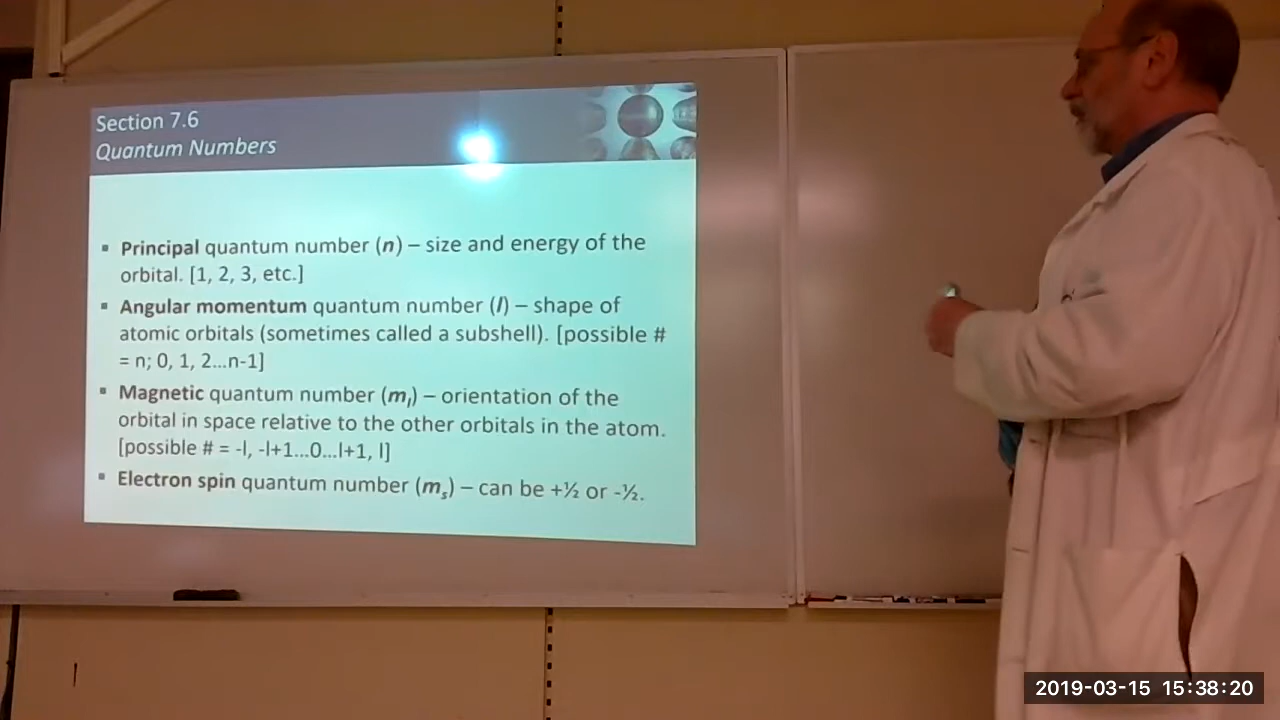 Section 7.6
Quantum Numbers
▪ Principal quantum number (n) – size and energy of the
orbital. [1, 2, 3, etc.]
▪ Angular momentum quantum number (l) – shape of
atomic orbitals (sometimes called a subshell). [possible #
= n; 0, 1, 2...n-1]
▪ Magnetic quantum number (ml) – orientation of the
orbital in space relative to the other orbitals in the atom.
[possible # = -l, -l+1...0...l+1, l]
▪ Electron spin quantum number (ms) – can be +½ or -½.
2019-03-15 15:38:20